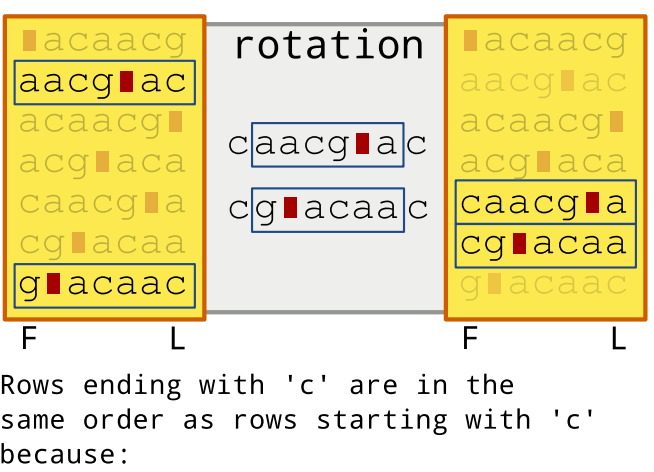 rotation
█acaacg
aacg█ac
acaacg█
acg█aca
caacg█a
cg█acaa
g█acaac
F L
caacg█ac
cg█acaac
█acaacg
aacg█ac
acaacg█
acg█aca
caacg█a
cg█acaa
g█acaac
F L
Rows ending with 'c' are in the
same order as rows starting with 'c'
because: